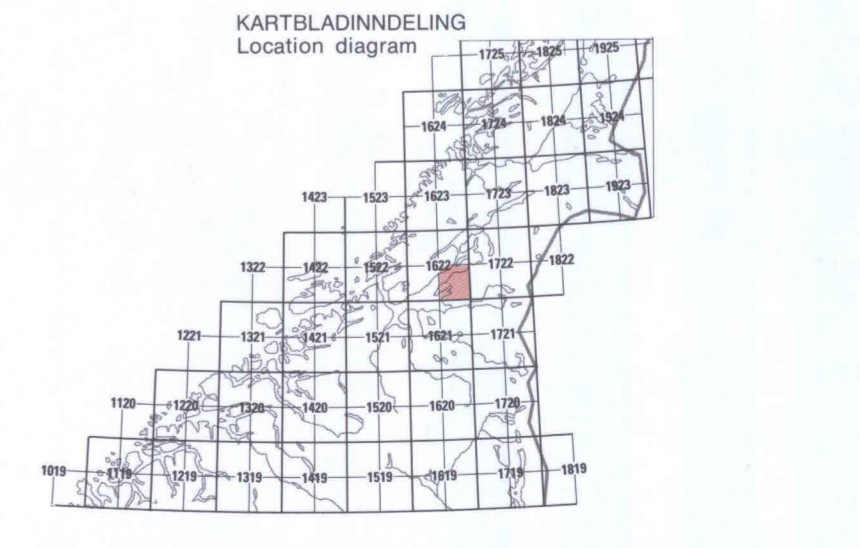 KARTBLADINNDELING
Location diagram
1725 1825 1925
1624 1724 1824 1924
1423 1523 1623 1723 1823 1923
1322 1422 1522 1622 1722 1822
1221 1321 1421 1521 1621 1721
1120 1220 1320 1420 1520 1620 1720
1019 1119 1219 1319 1419 1519 1619 1719 1819